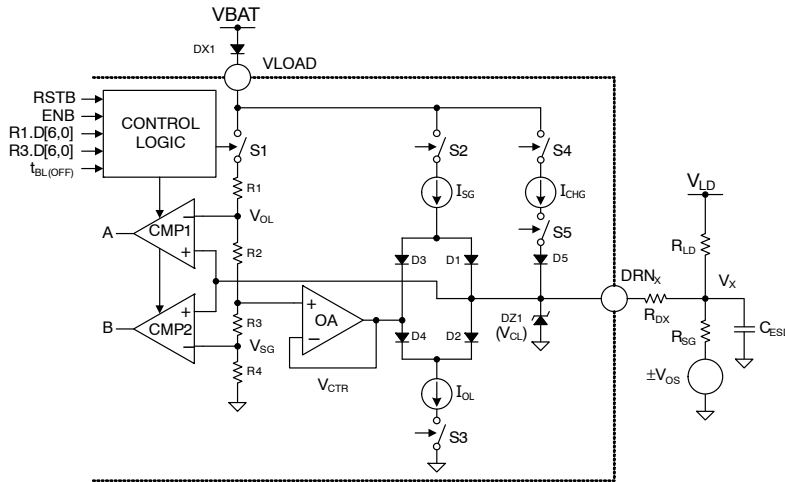 VBAT
DX1
VLOAD
RSTB
ENB
R1.D[6,0]
R3.D[6,0]
tBL(OFF)
CONTROL
LOGIC
S1
S2
S4
R1
ISG
ICHG
VLD
A
CMP1
VOL
S5
R2
D3
D1
D5
RLD
DRNX
VX
B
CMP2
R3
OA
D4
D2
DZ1
(VCL)
RDX
RSG
CESD
VSG
R4
VCTR
IOL
±VOS
S3